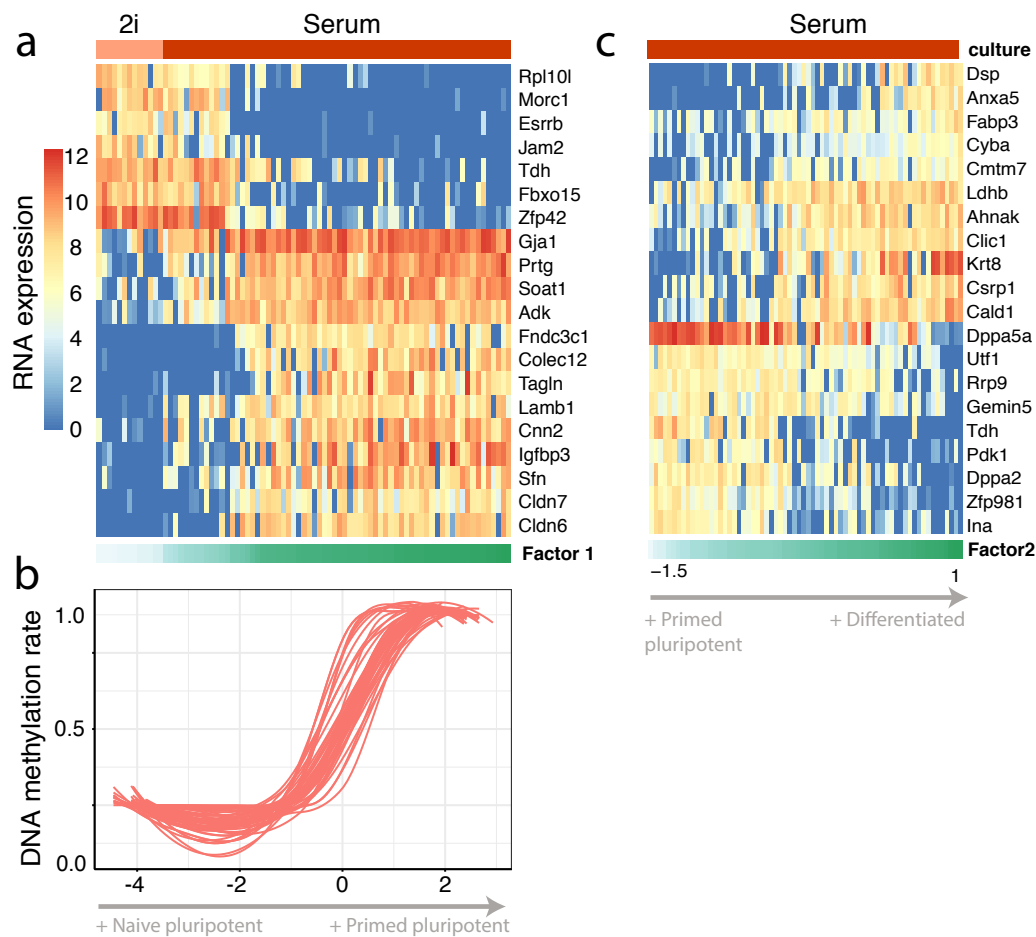 a
2i
Serum
Rpl10l
Morc1
Esrrb
Jam2
Tdh
Fbxo15
Zfp42
Gja1
Prtg
Soat1
Adk
Fndc3c1
Colec12
Tagln
Lamb1
Cnn2
Igfbp3
Sfn
Cldn7
Cldn6
Factor 1
RNA expression
12
10
8
6
4
2
0
b
DNA methylation rate
1.0
0.5
0.0
-4
-2
0
2
+ Naive pluripotent
+ Primed pluripotent
c
Serum
culture
Dsp
Anxa5
Fabp3
Cyba
Cmtm7
Ldhb
Ahnak
Clic1
Krt8
Csrp1
Cald1
Dppa5a
Utf1
Rrp9
Gemin5
Tdh
Pdk1
Dppa2
Zfp981
Ina
Factor2
−1.5
1
+ Primed
pluripotent
+ Differentiated